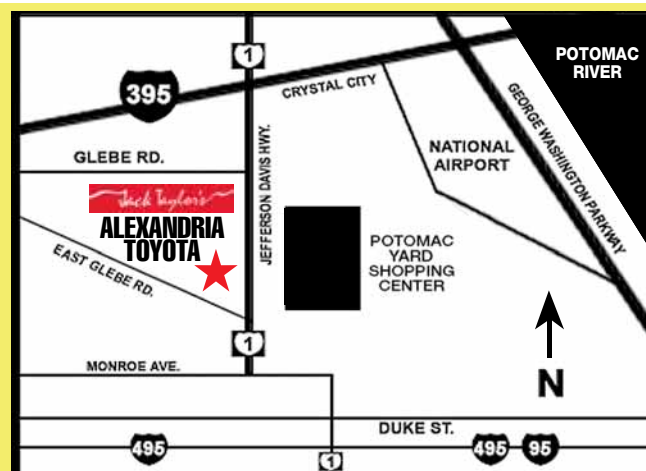 1
POTOMAC
RIVER
395
CRYSTAL CITY
GEORGE WASHINGTON PARKWAY
GLEBE RD.
NATIONAL
AIRPORT
JEFFERSON DAVIS HWY.
Jack Taylor's
ALEXANDRIA
TOYOTA
EAST GLEBE RD.
POTOMAC
YARD
SHOPPING
CENTER
1
MONROE AVE.
N
DUKE ST.
495
1
495
95